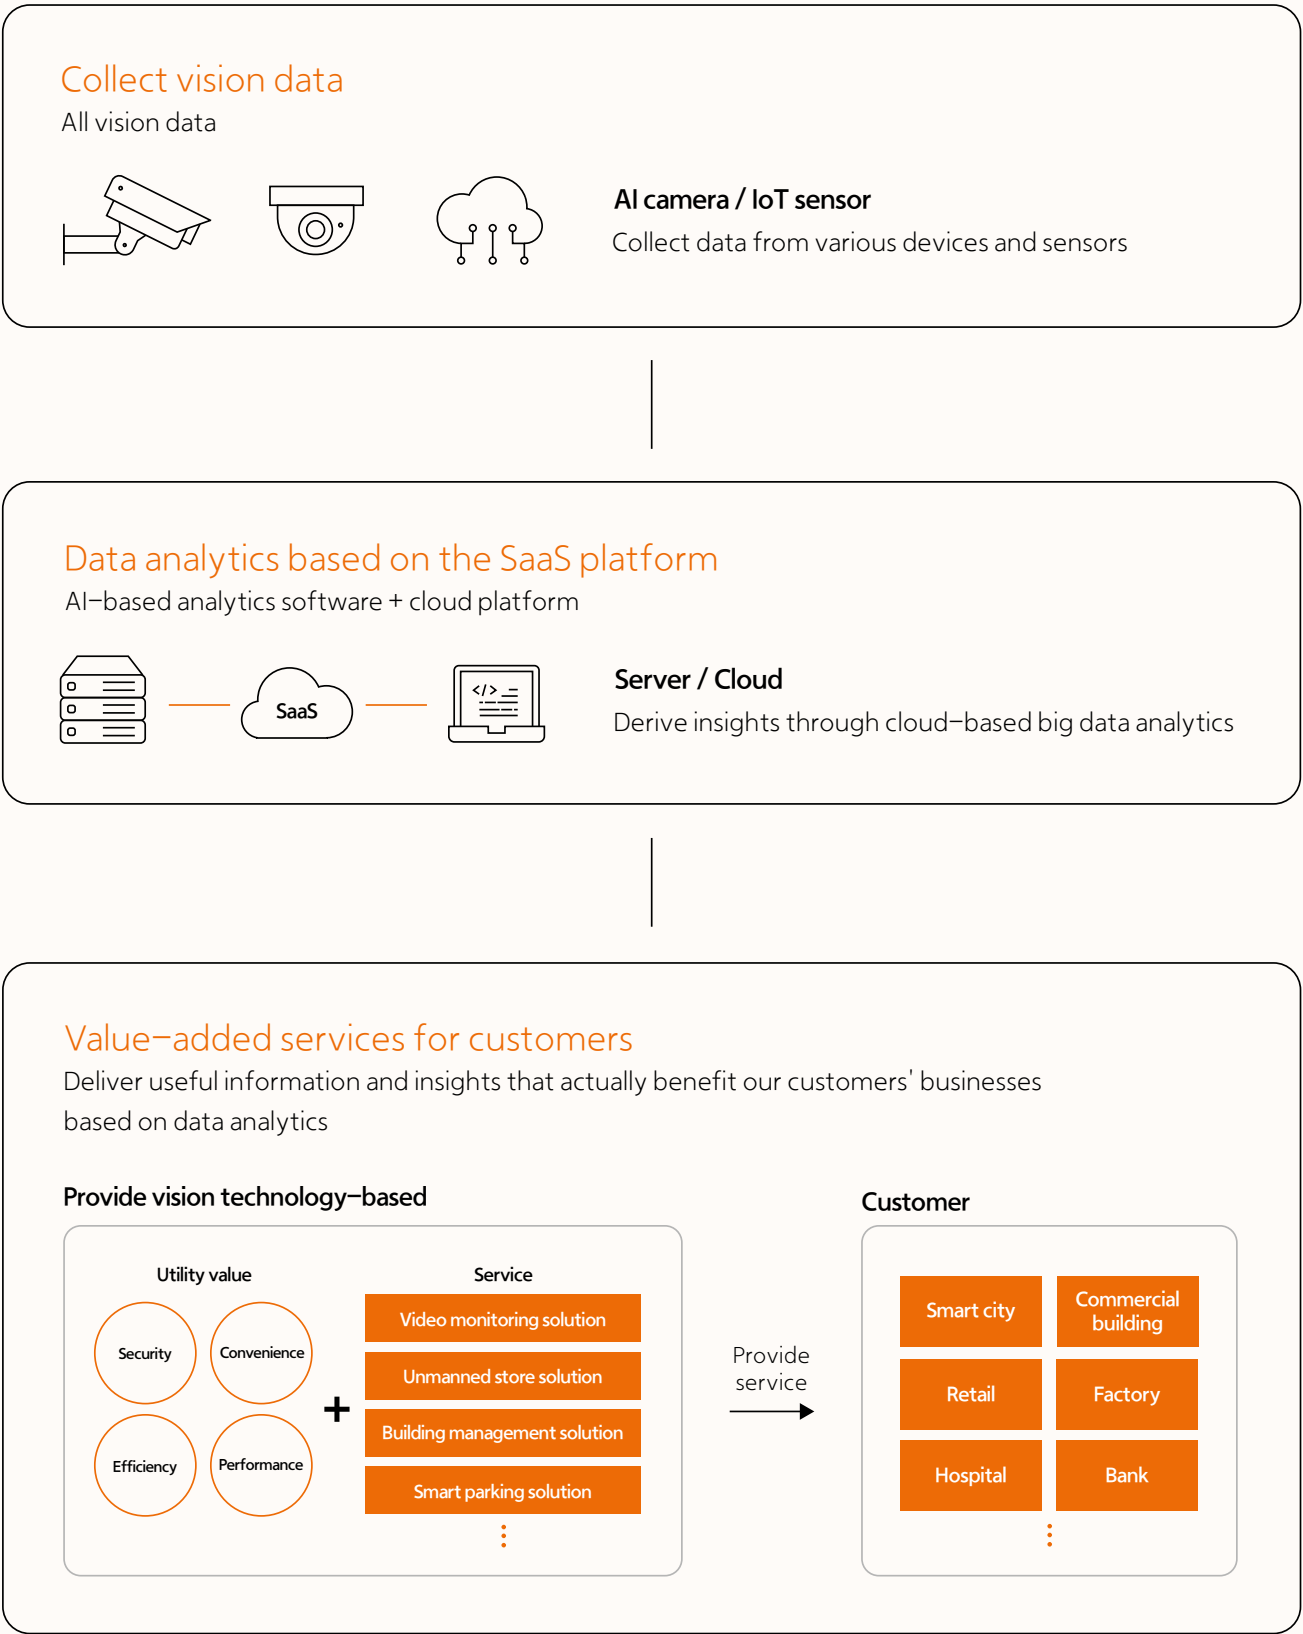 Collect vision data
All vision data
AI camera / IoT sensor
Collect data from various devices and sensors
Data analytics based on the SaaS platform
AI-based analytics software + cloud platform
SaaS
</>
Server / Cloud
Derive insights through cloud-based big data analytics
Value-added services for customers
Deliver useful information and insights that actually benefit our customers' businesses
based on data analytics
Provide vision technology-based
Utility value
Security
Convenience
Efficiency
Performance
+
Service
Video monitoring solution
Unmanned store solution
Building management solution
Smart parking solution
Provide
service
Customer
Smart city
Commercial
building
Retail
Factory
Hospital
Bank